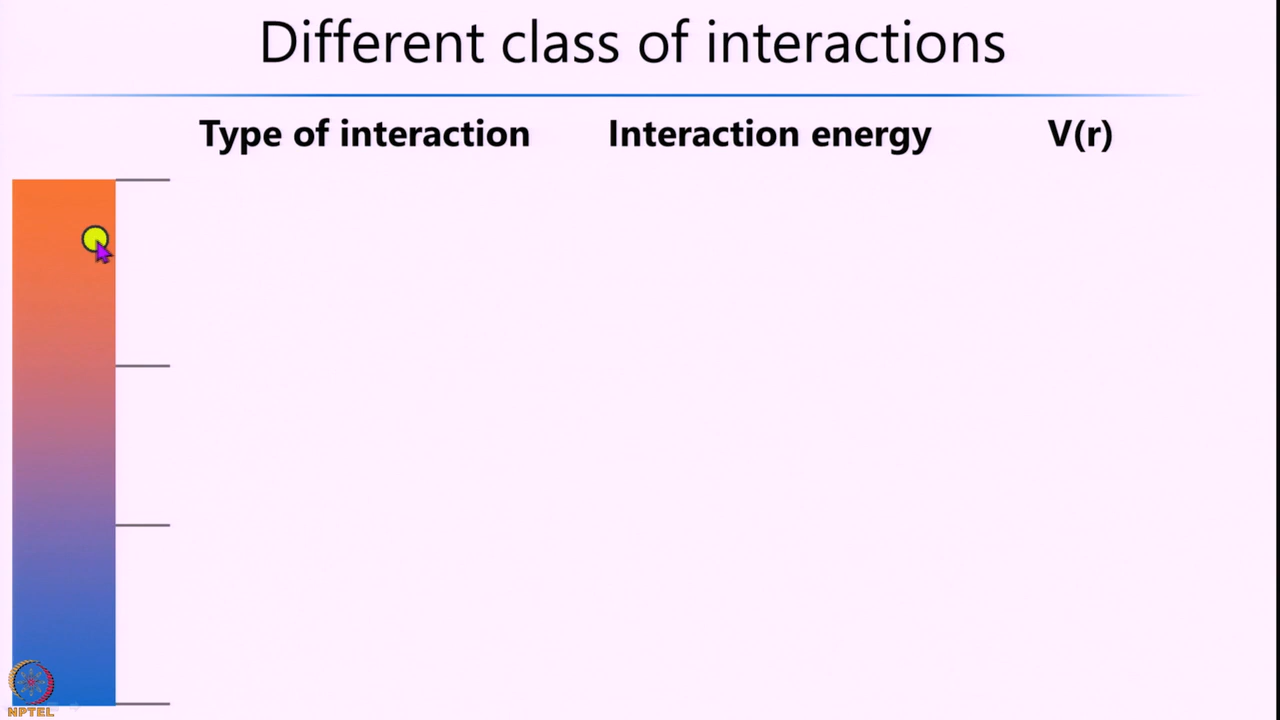 Different class of interactions
Type of interaction Interaction energy V(r)
NPTEL